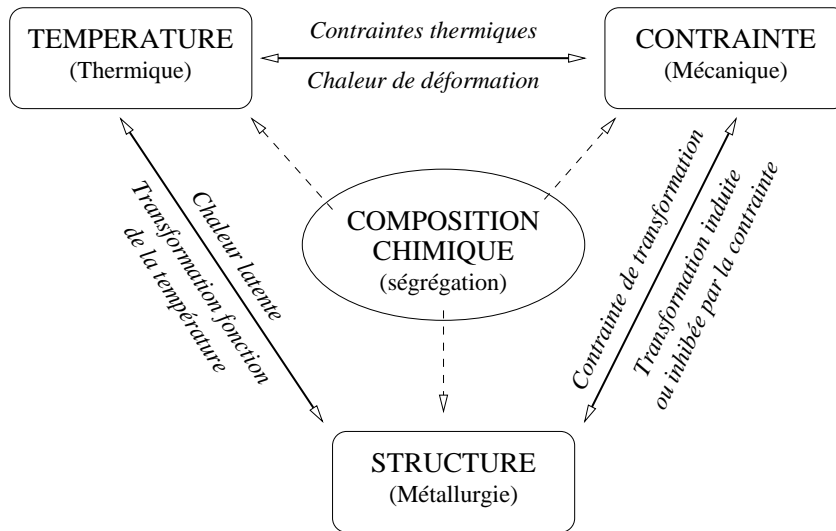 TEMPERATURE
(Thermique)
Contraintes thermiques
Chaleur de déformation
CONTRAINTE
(Mécanique)
COMPOSITION
CHIMIQUE
(ségrégation)
Chaleur latente
Transformation fonction
de la température
Contrainte de transformation
Transformation induite
ou inhibée par la contrainte
STRUCTURE
(Métallurgie)